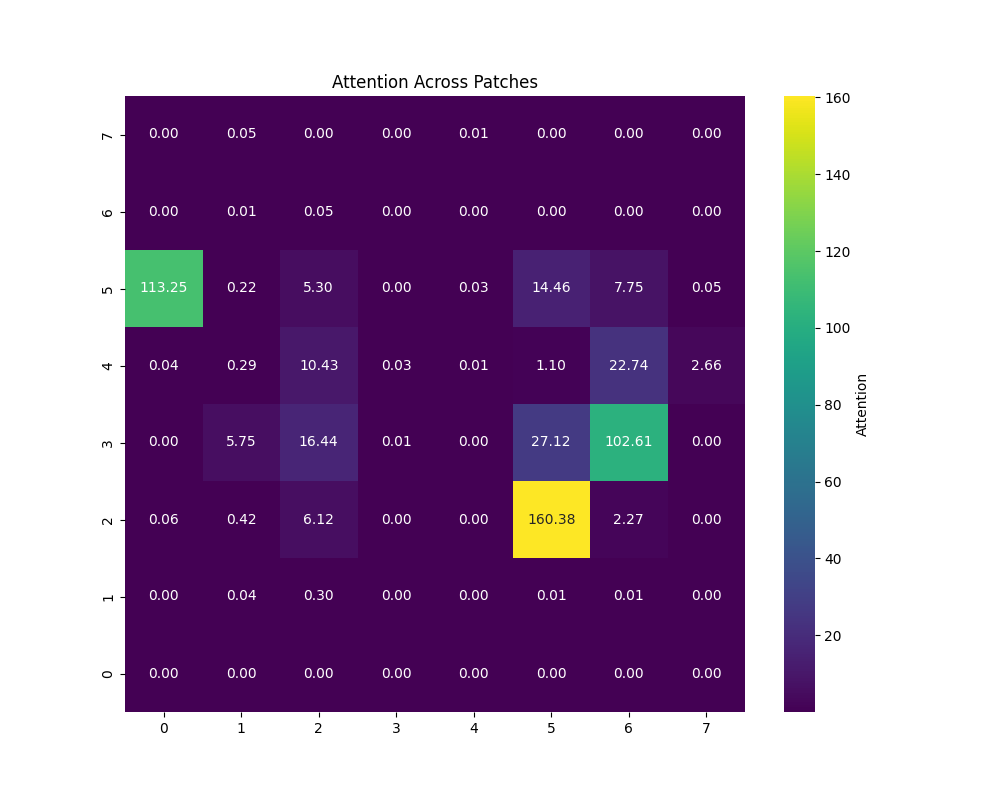 Attention Across Patches
7 0.00 0.05 0.00 0.00 0.01 0.00 0.00 0.00
6 0.00 0.01 0.05 0.00 0.00 0.00 0.00 0.00
5 113.25 0.22 5.30 0.00 0.03 14.46 7.75 0.05
4 0.04 0.29 10.43 0.03 0.01 1.10 22.74 2.66
3 0.00 5.75 16.44 0.01 0.00 27.12 102.61 0.00
2 0.06 0.42 6.12 0.00 0.00 160.38 2.27 0.00
1 0.00 0.04 0.30 0.00 0.00 0.01 0.01 0.00
0 0.00 0.00 0.00 0.00 0.00 0.00 0.00 0.00
0 1 2 3 4 5 6 7
160
140
120
100
80
60
40
20
Attention